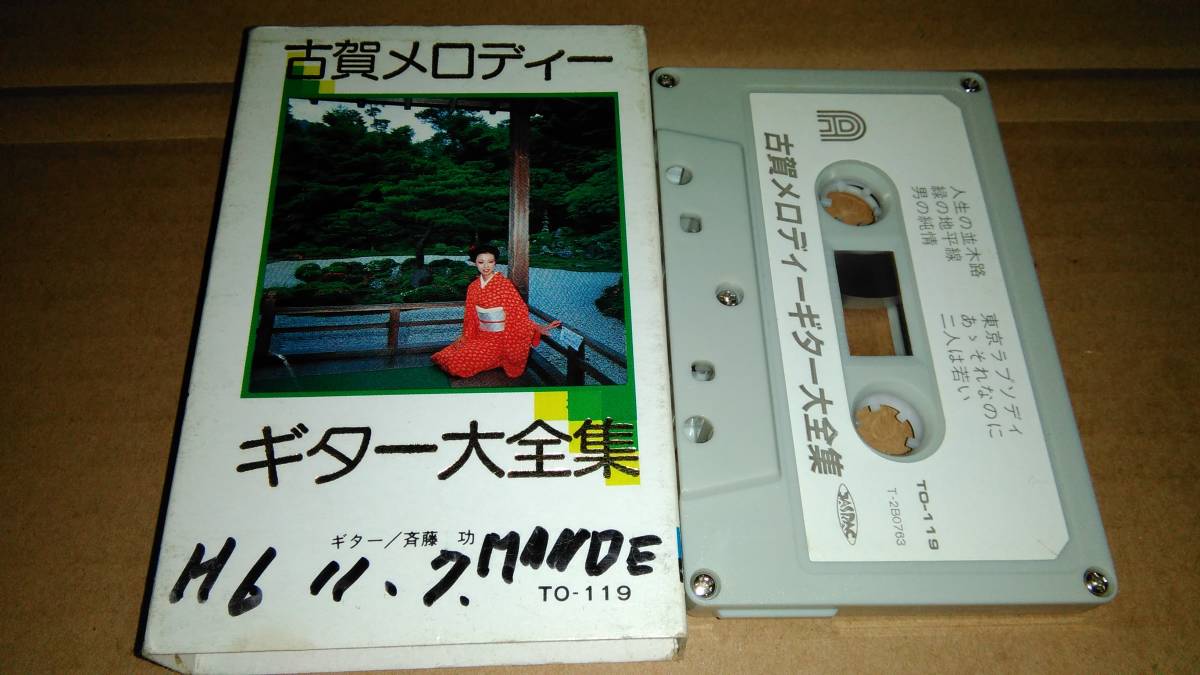 古賀メロディー
ギター大全集
ギター/斉藤 功
H6 11.7. MANDE
TO-119
A
古賀メロディーギター大全集
人生の並木路
緑の地平線
男の純情
東京ラプソディ
あゝそれなのに
二人は若い
TO-119
T-2B0763
JASRAC